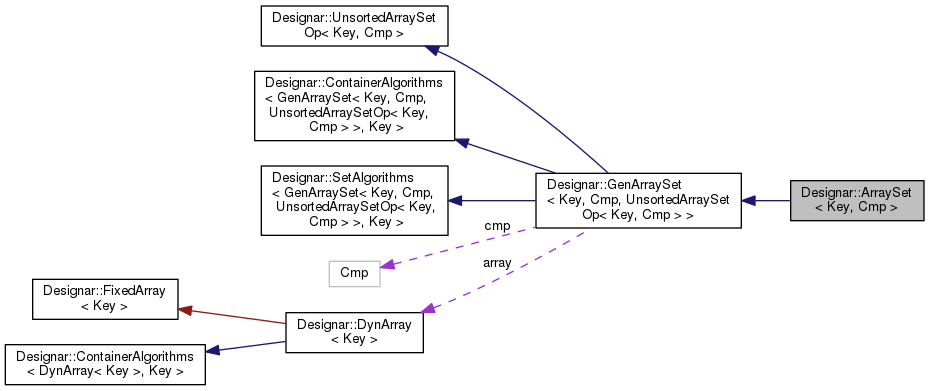 Designar::UnsortedArraySet
Op< Key, Cmp >
Designar::ContainerAlgorithms
< GenArraySet< Key, Cmp,
UnsortedArraySetOp< Key,
Cmp > >, Key >
Designar::SetAlgorithms
< GenArraySet< Key, Cmp,
UnsortedArraySetOp< Key,
Cmp > >, Key >
Designar::GenArraySet
< Key, Cmp, UnsortedArraySet
Op< Key, Cmp > >
Designar::ArraySet
< Key, Cmp >
cmp
Cmp
array
Designar::FixedArray
< Key >
Designar::DynArray
< Key >
Designar::ContainerAlgorithms
< DynArray< Key >, Key >